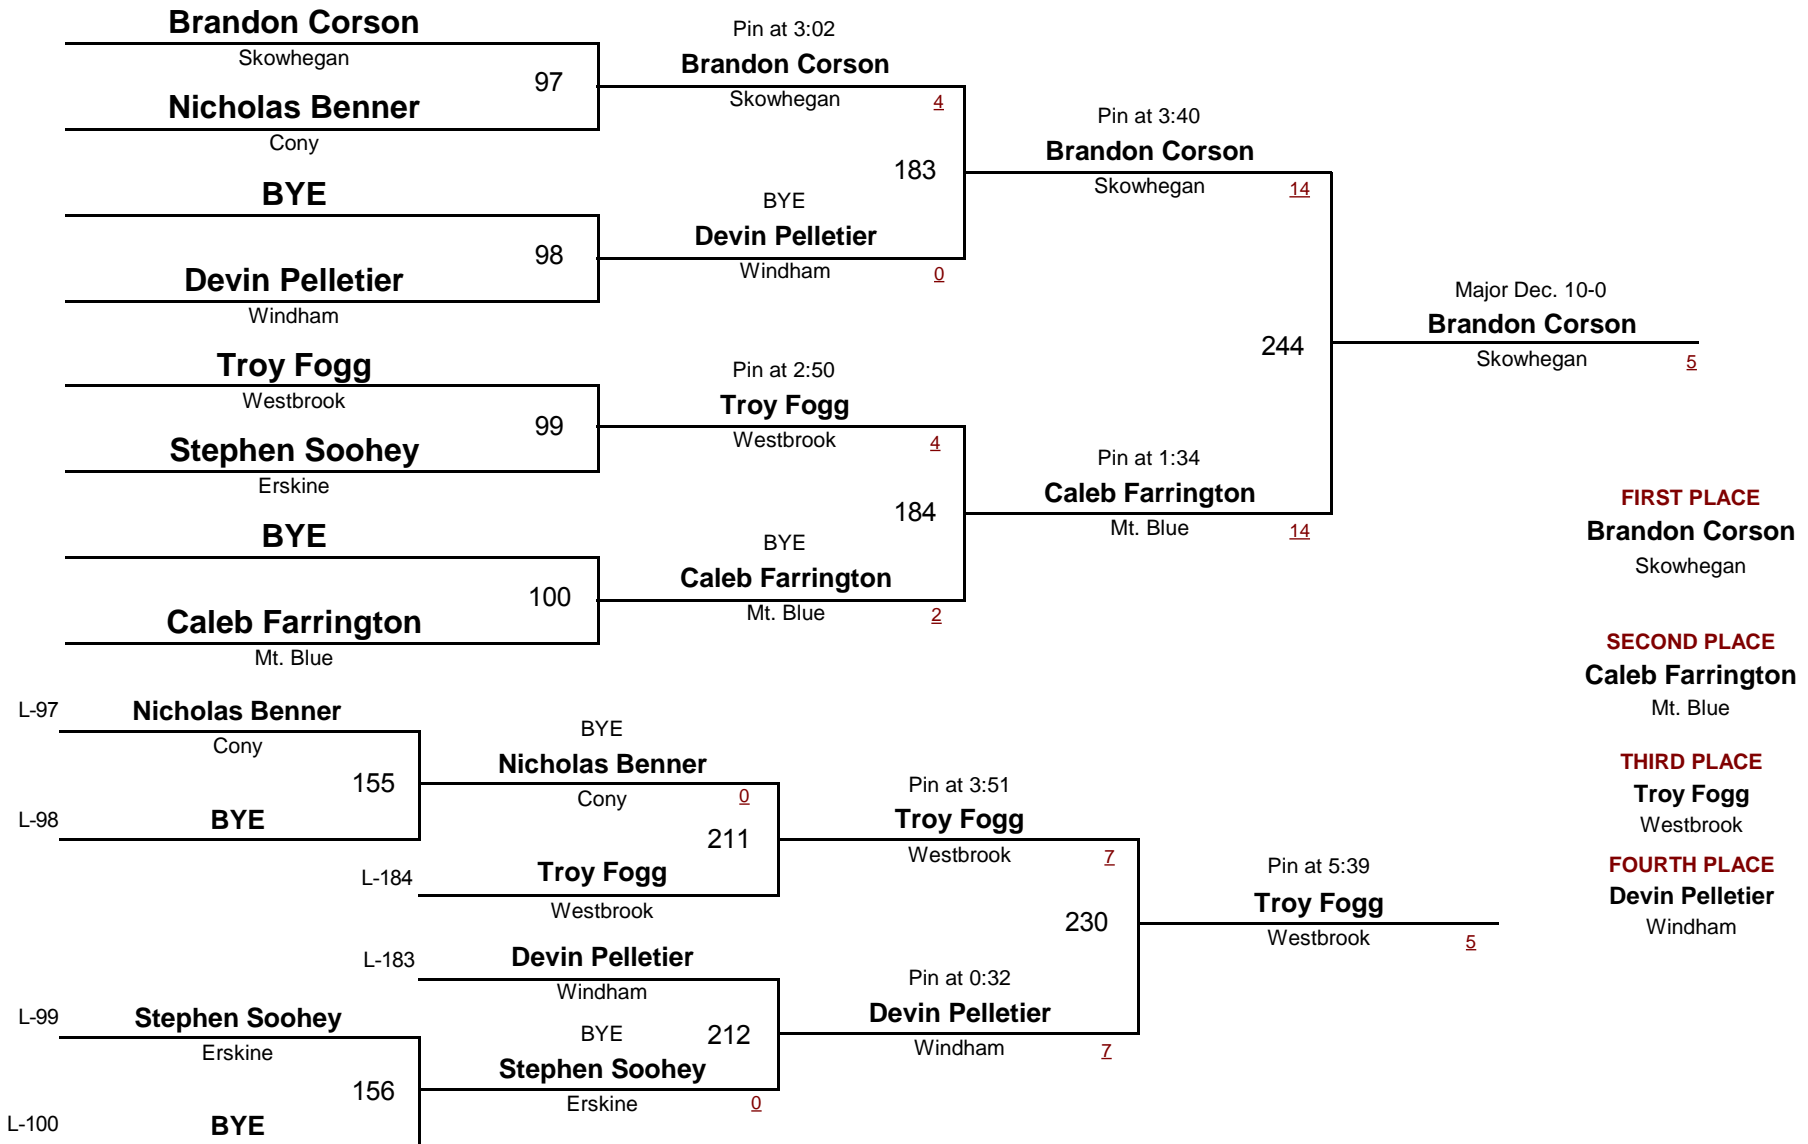 Brandon Corson
Skowhegan
97
Nicholas Benner
Cony
BYE
98
Devin Pelletier
Windham
Troy Fogg
Westbrook
99
Stephen Soohey
Erskine
BYE
100
Caleb Farrington
Mt. Blue
Pin at 3:02
Brandon Corson
Skowhegan
4
183
BYE
Devin Pelletier
Windham
0
Pin at 2:50
Troy Fogg
Westbrook
4
184
BYE
Caleb Farrington
Mt. Blue
2
Pin at 3:40
Brandon Corson
Skowhegan
14
244
Pin at 1:34
Caleb Farrington
Mt. Blue
14
Major Dec. 10-0
Brandon Corson
Skowhegan
5
FIRST PLACE
Brandon Corson
Skowhegan
SECOND PLACE
Caleb Farrington
Mt. Blue
THIRD PLACE
Troy Fogg
Westbrook
FOURTH PLACE
Devin Pelletier
Windham
L-97
Nicholas Benner
Cony
155
L-98
BYE
BYE
Nicholas Benner
Cony
0
211
L-184
Troy Fogg
Westbrook
L-183
Devin Pelletier
Windham
L-99
Stephen Soohey
Erskine
156
L-100
BYE
BYE
212
Stephen Soohey
Erskine
0
Pin at 3:51
Troy Fogg
Westbrook
7
230
Pin at 0:32
Devin Pelletier
Windham
7
Pin at 5:39
Troy Fogg
Westbrook
5